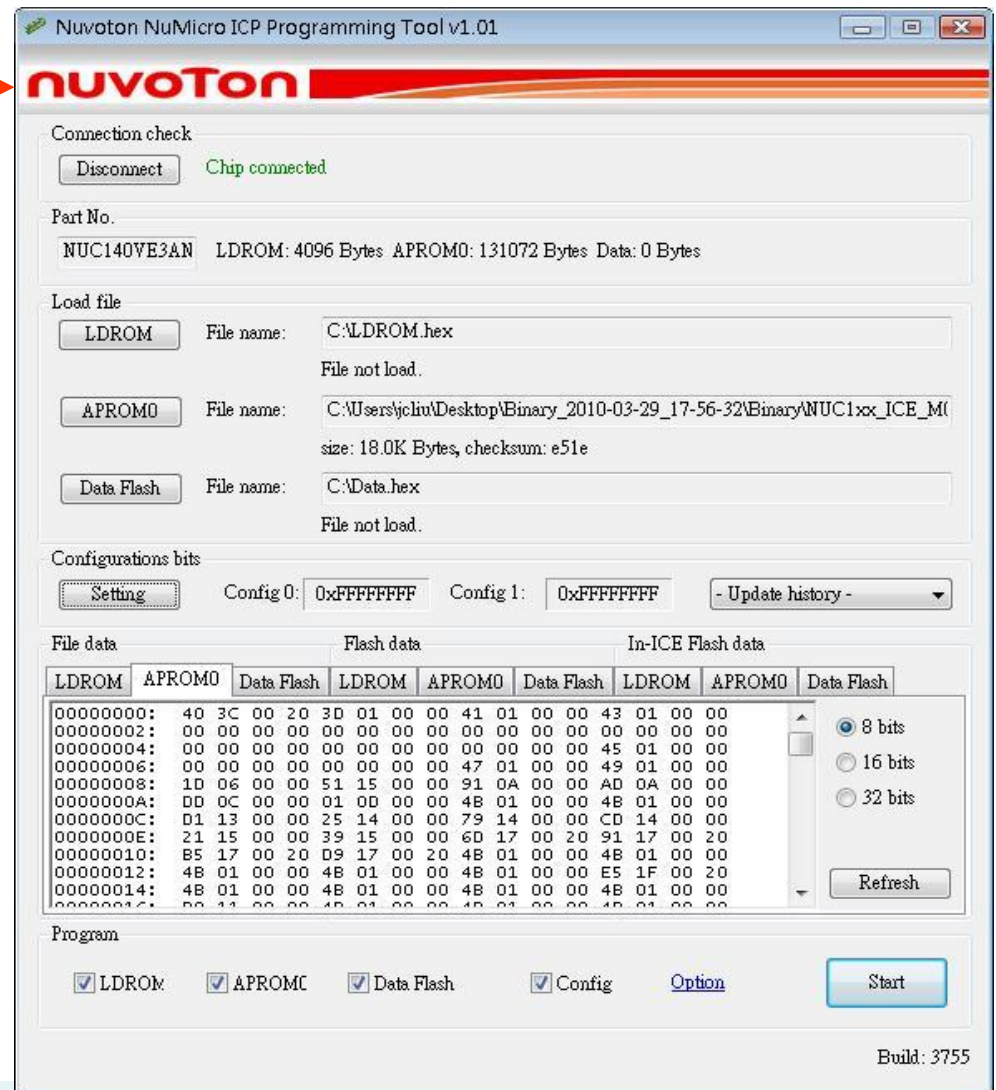 Nuvoton NuMicro ICP Programming Tool v1.01
nuvoTon
Connection check
Disconnect Chip connected
Part No.
NUC140VE3AN LDROM: 4096 Bytes APROM0: 131072 Bytes Data: 0 Bytes
Load file
LDROM File name: C:\LDROM.hex
File not load.
APROM0 File name: C:\Users\jcliu\Desktop\Binary_2010-03-29_17-56-32\Binary\NUC1xx_ICE_M(
size: 18.0K Bytes, checksum: e51e
Data Flash File name: C:\Data.hex
File not load.
Configurations bits
Setting Config 0: 0xFFFFFFFF Config 1: 0xFFFFFFFF - Update history -
File data Flash data In-ICE Flash data
LDROM APROM0 Data Flash LDROM APROM0 Data Flash LDROM APROM0 Data Flash
00000000: 40 3C 00 20 3D 01 00 00 41 01 00 00 43 01 00 00
00000002: 00 00 00 00 00 00 00 00 00 00 00 00 00 00 00 00
00000004: 00 00 00 00 00 00 00 00 00 00 00 00 45 01 00 00
00000006: 00 00 00 00 00 00 00 00 47 01 00 00 49 01 00 00
00000008: 1D 06 00 00 51 15 00 00 91 0A 00 00 AD 0A 00 00
0000000A: DD 0C 00 00 01 0D 00 00 4B 01 00 00 4B 01 00 00
0000000C: D1 13 00 00 25 14 00 00 79 14 00 00 CD 14 00 00
0000000E: 21 15 00 00 39 15 00 00 6D 17 00 20 91 17 00 20
00000010: B5 17 00 20 D9 17 00 20 4B 01 00 00 4B 01 00 00
00000012: 4B 01 00 00 4B 01 00 00 4B 01 00 00 E5 1F 00 20
00000014: 4B 01 00 00 4B 01 00 00 4B 01 00 00 4B 01 00 00
8 bits
16 bits
32 bits
Refresh
Program
LDROM APROM0 Data Flash Config Option Start
Build: 3755